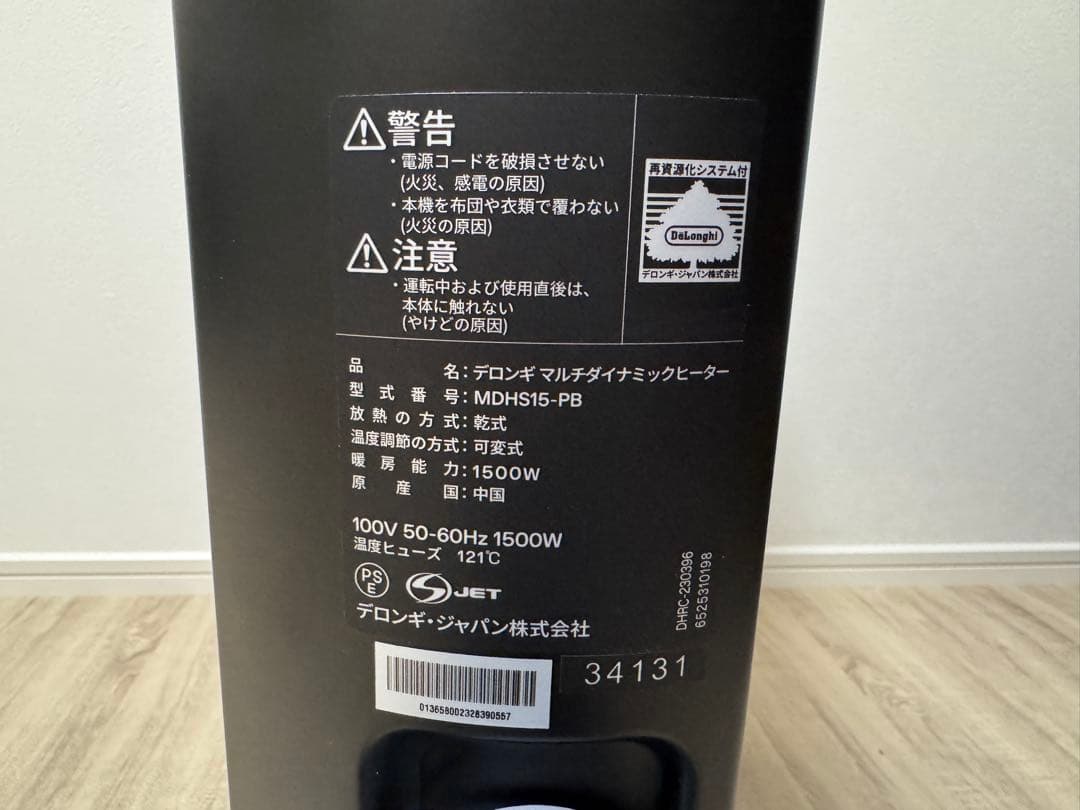 警告
・電源コードを破損させない
(火災、感電の原因)
・本機を布団や衣類で覆わない
(火災の原因)
注意
・運転中および使用直後は、
本体に触れない
(やけどの原因)
再資源化システム付
DeLonghi
デロンギ・ジャパン株式会社
品名：デロンギ マルチダイナミックヒーター
型式番号：MDHS15-PB
放熱の方式：乾式
温度調節の方式：可変式
暖房能力：1500W
原産国：中国
100V 50-60Hz 1500W
温度ヒューズ 121℃
PSE
JET
デロンギ・ジャパン株式会社
DHRC-230396
6525310198
34131
013658002328390557